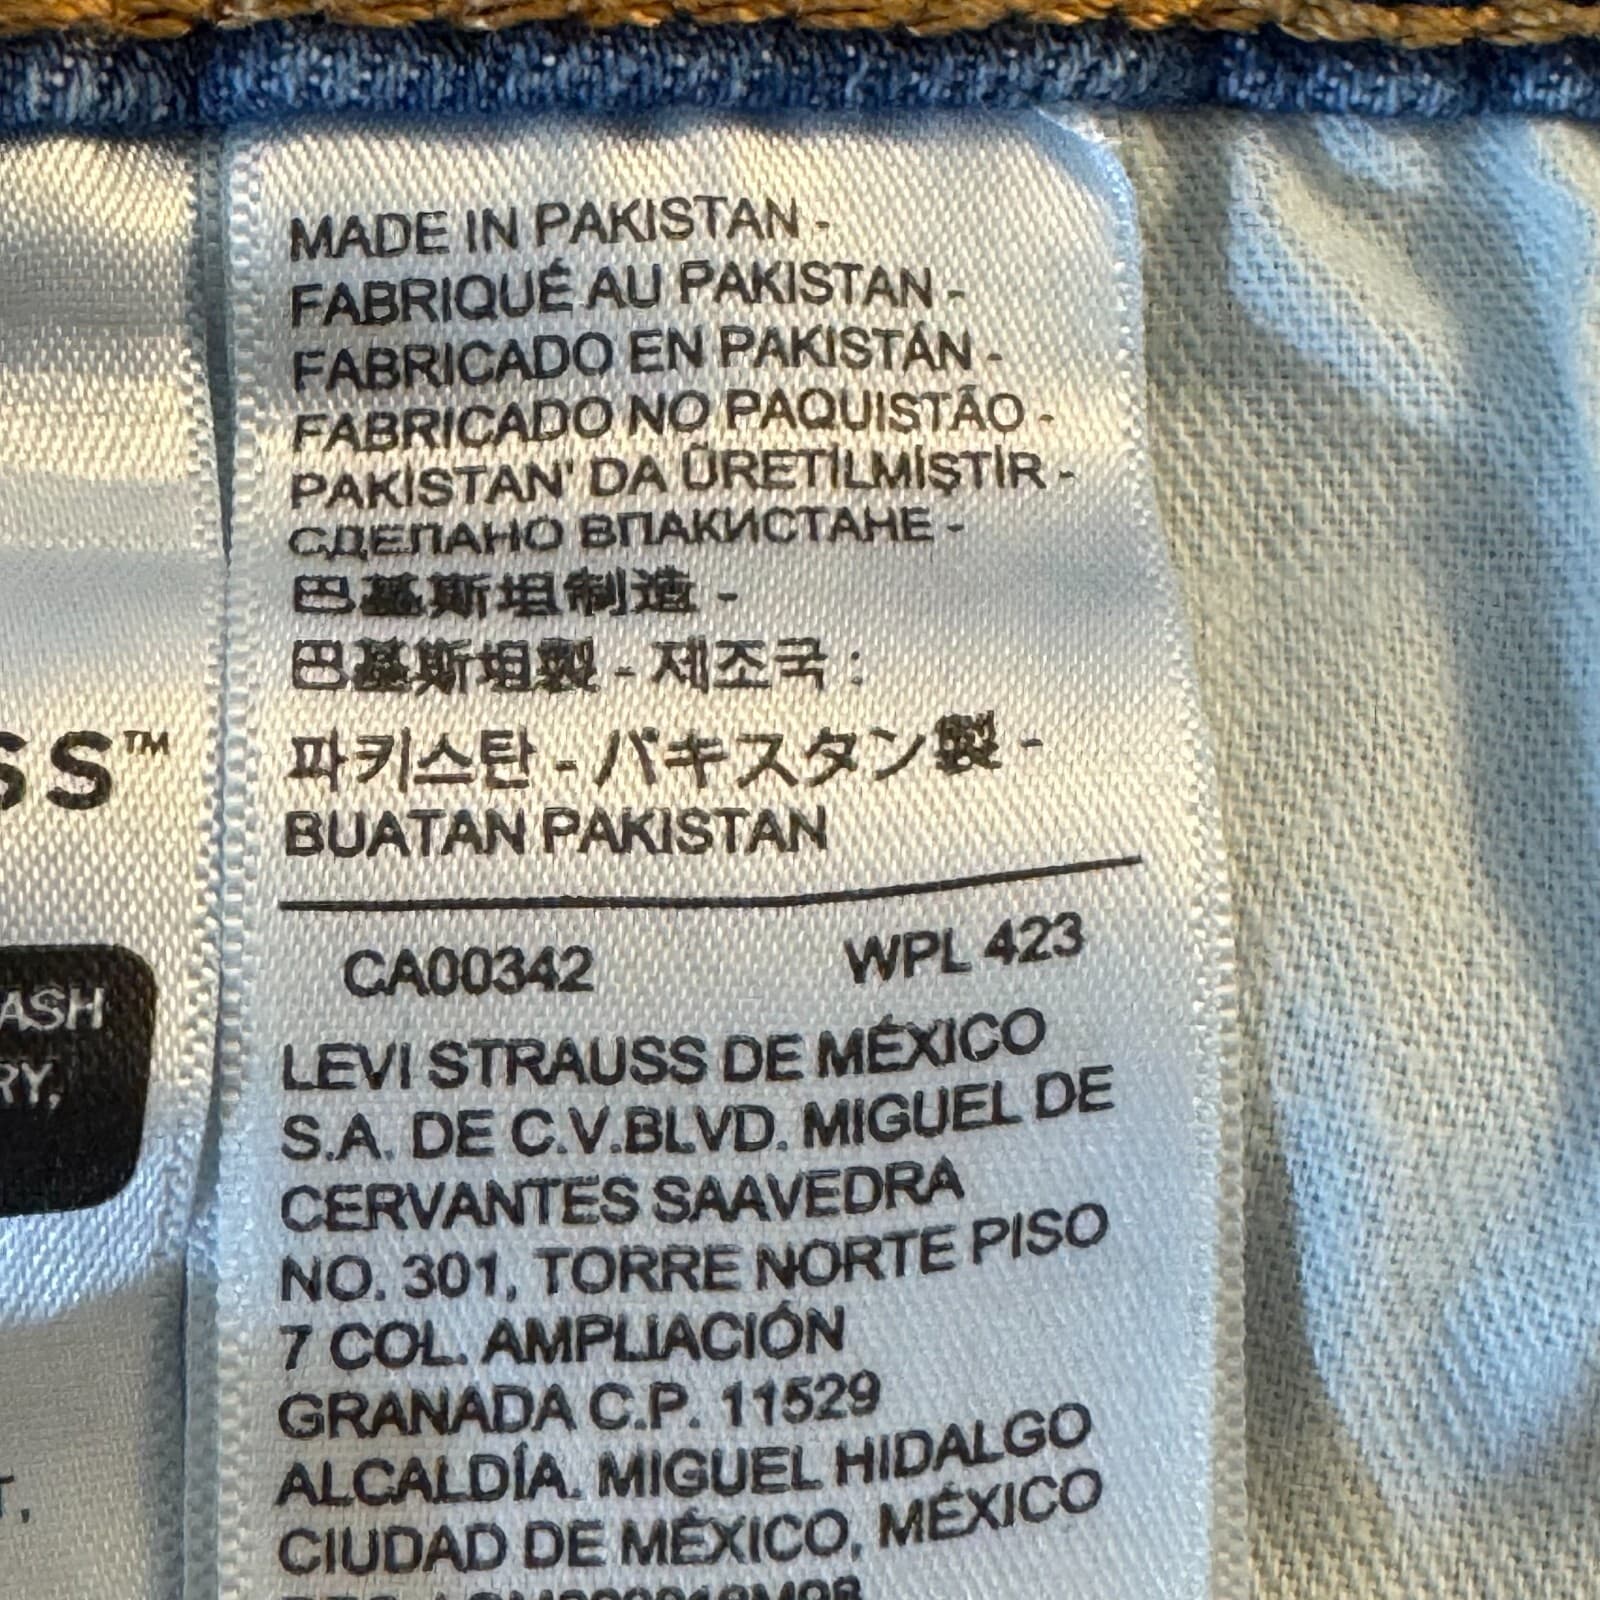 MADE IN PAKISTAN -
FABRIQUÉ AU PAKISTAN -
FABRICADO EN PAKISTÁN -
FABRICADO NO PAQUISTÃO -
PAKİSTAN' DA ÜRETİLMİŞTİR -
СДЕЛАНО ВПАКИСТАНЕ -
巴基斯坦制造 -
巴基斯坦製 - 제조국 :
파키스탄 - パキスタン製 -
BUATAN PAKISTAN
CA00342 WPL 423
LEVI STRAUSS DE MÉXICO
S.A. DE C.V.BLVD. MIGUEL DE
CERVANTES SAAVEDRA
NO. 301, TORRE NORTE PISO
7 COL. AMPLIACIÓN
GRANADA C.P. 11529
ALCALDÍA. MIGUEL HIDALGO
CIUDAD DE MÉXICO, MÉXICO
SS™
ASH
RY,
T,